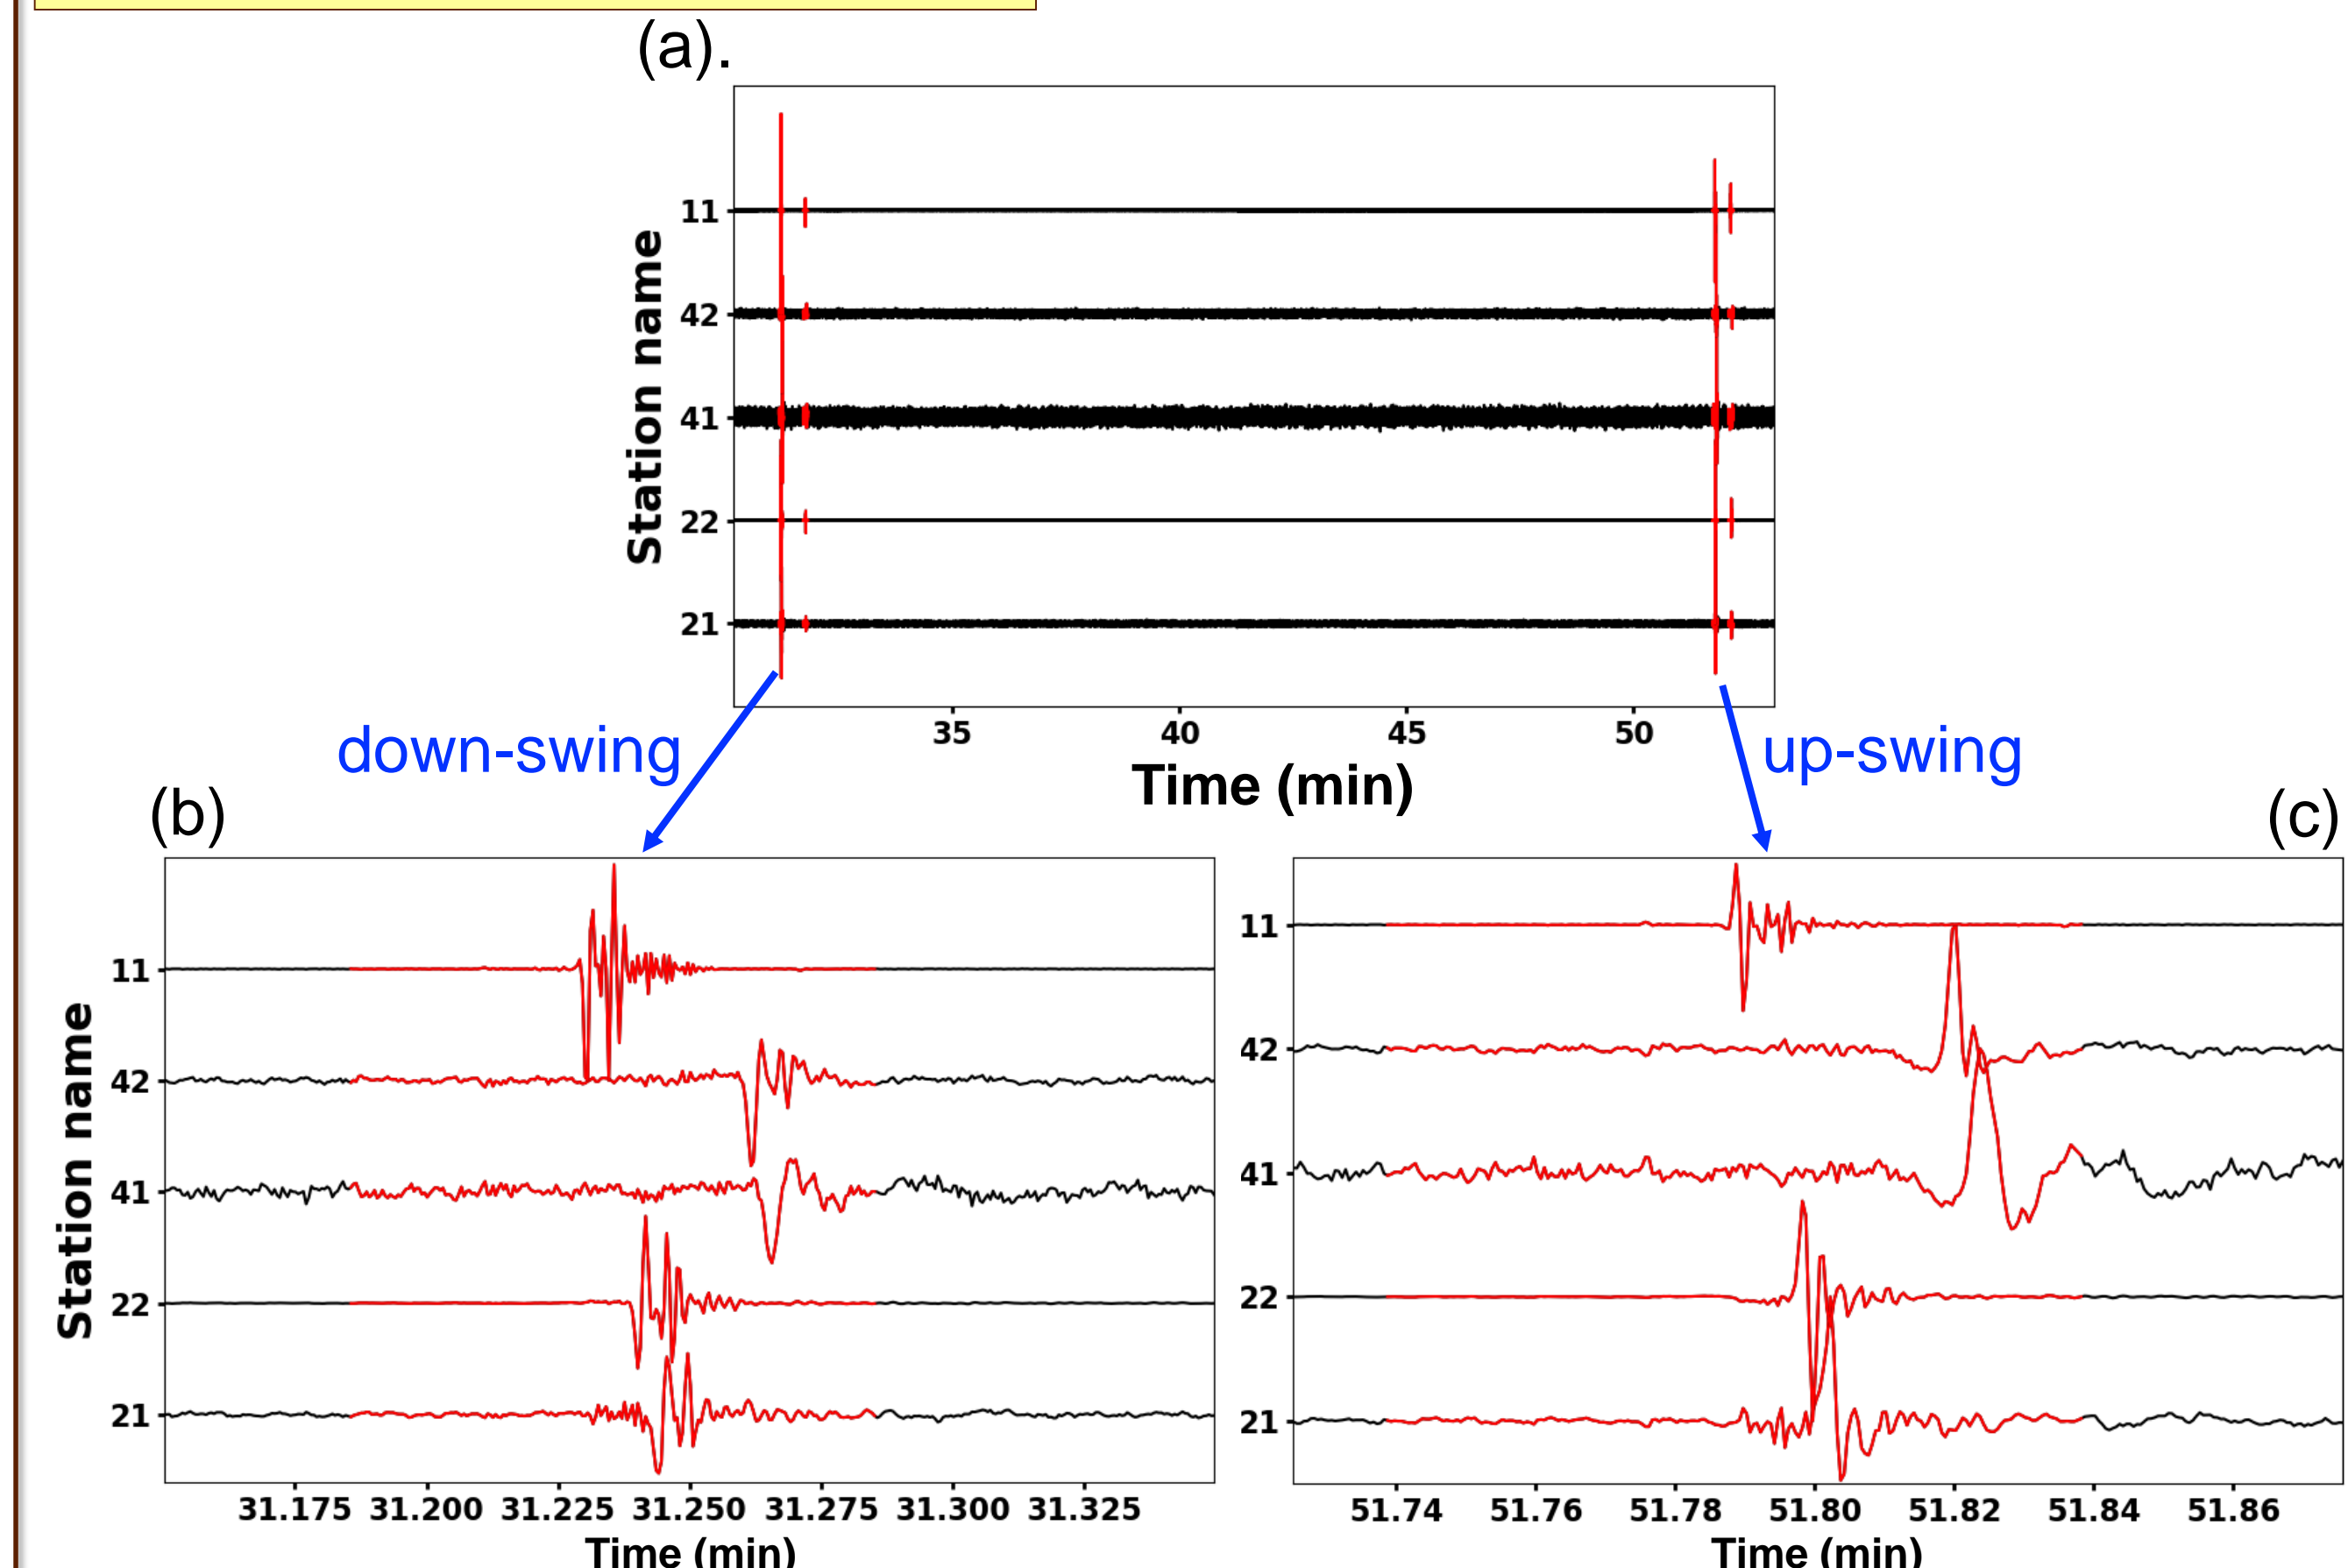 (a).
Station name
11
42
41
22
21
35 40 45 50
Time (min)
down-swing
up-swing
(b)
(c)
Station name
11
42
41
22
21
31.175 31.200 31.225 31.250 31.275 31.300 31.325
Time (min)
11
42
41
22
21
51.74 51.76 51.78 51.80 51.82 51.84 51.86
Time (min)